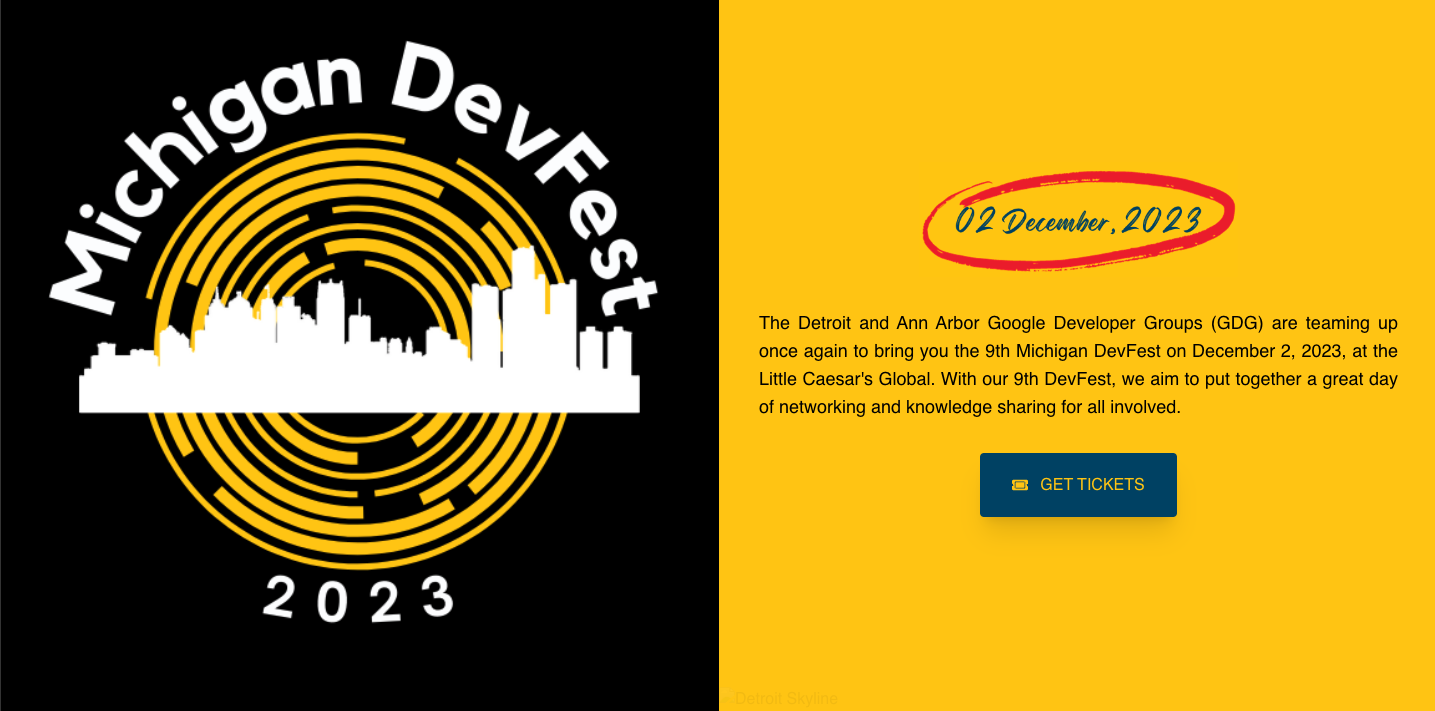 Michigan DevFest
2023
02 December, 2023
The Detroit and Ann Arbor Google Developer Groups (GDG) are teaming up
once again to bring you the 9th Michigan DevFest on December 2, 2023, at the
Little Caesar's Global. With our 9th DevFest, we aim to put together a great day
of networking and knowledge sharing for all involved.
GET TICKETS
Detroit Skyline